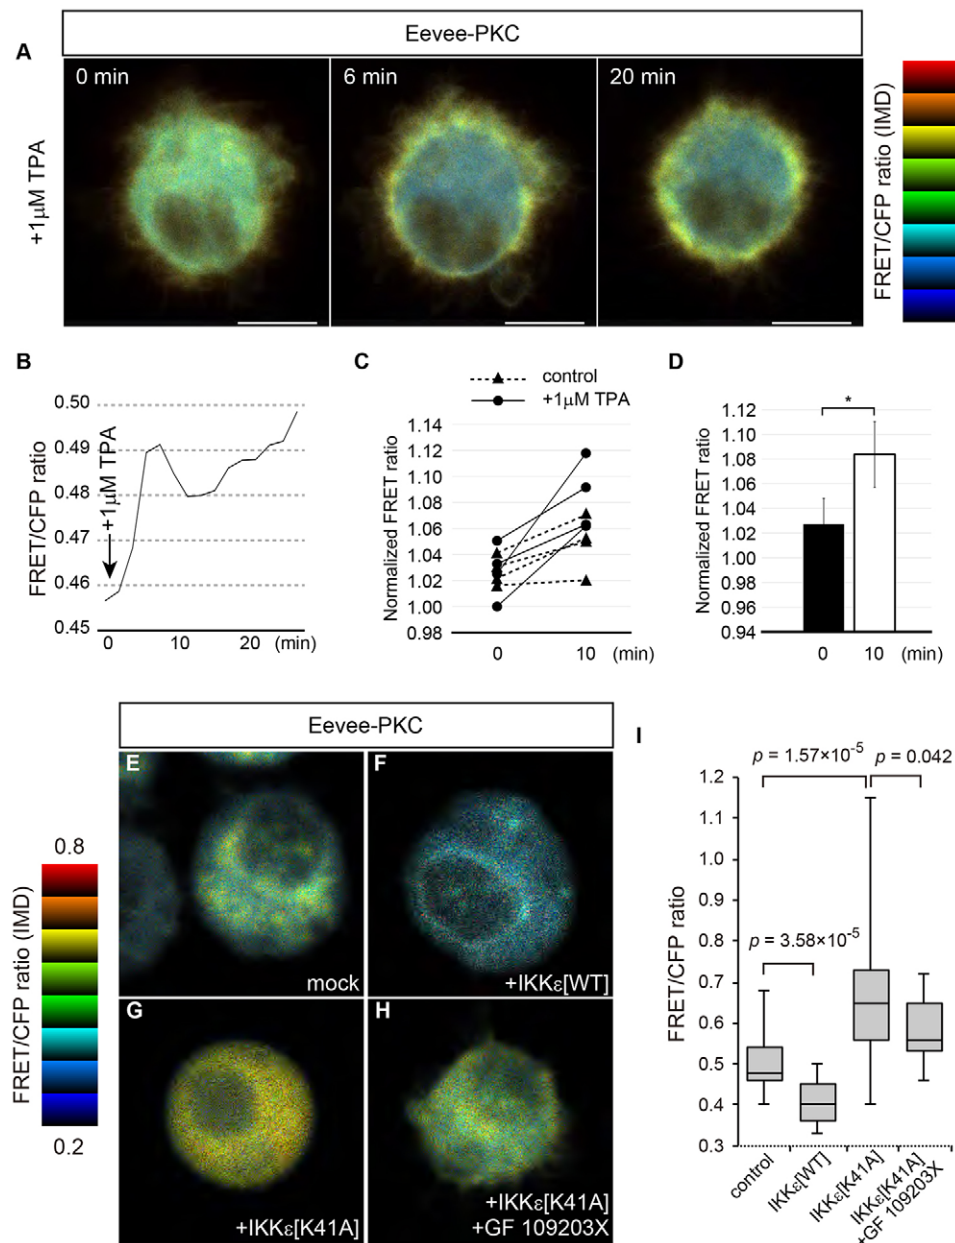 Eevee-PKC
A
0 min
6 min
20 min
+1µM TPA
FRET/CFP ratio (IMD)
B
C
D
control
+1µM TPA
0.50
0.49
0.48
0.47
0.46
0.45
FRET/CFP ratio
+1µM TPA
0 10 20 (min)
Normalized FRET ratio
1.14
1.12
1.10
1.08
1.06
1.04
1.02
1.00
0.98
0 10 (min)
Normalized FRET ratio
*
1.12
1.10
1.08
1.06
1.04
1.02
1.00
0.98
0.96
0.94
0 10 (min)
Eevee-PKC
E
mock
F
+IKKε[WT]
G
+IKKε[K41A]
H
+IKKε[K41A]
+GF 109203X
0.8
FRET/CFP ratio (IMD)
0.2
I
p = 1.57×10-5
p = 0.042
p = 3.58×10-5
FRET/CFP ratio
1.2
1.1
1.0
0.9
0.8
0.7
0.6
0.5
0.4
0.3
control
IKKε[WT]
IKKε[K41A]
IKKε[K41A]
+GF 109203X